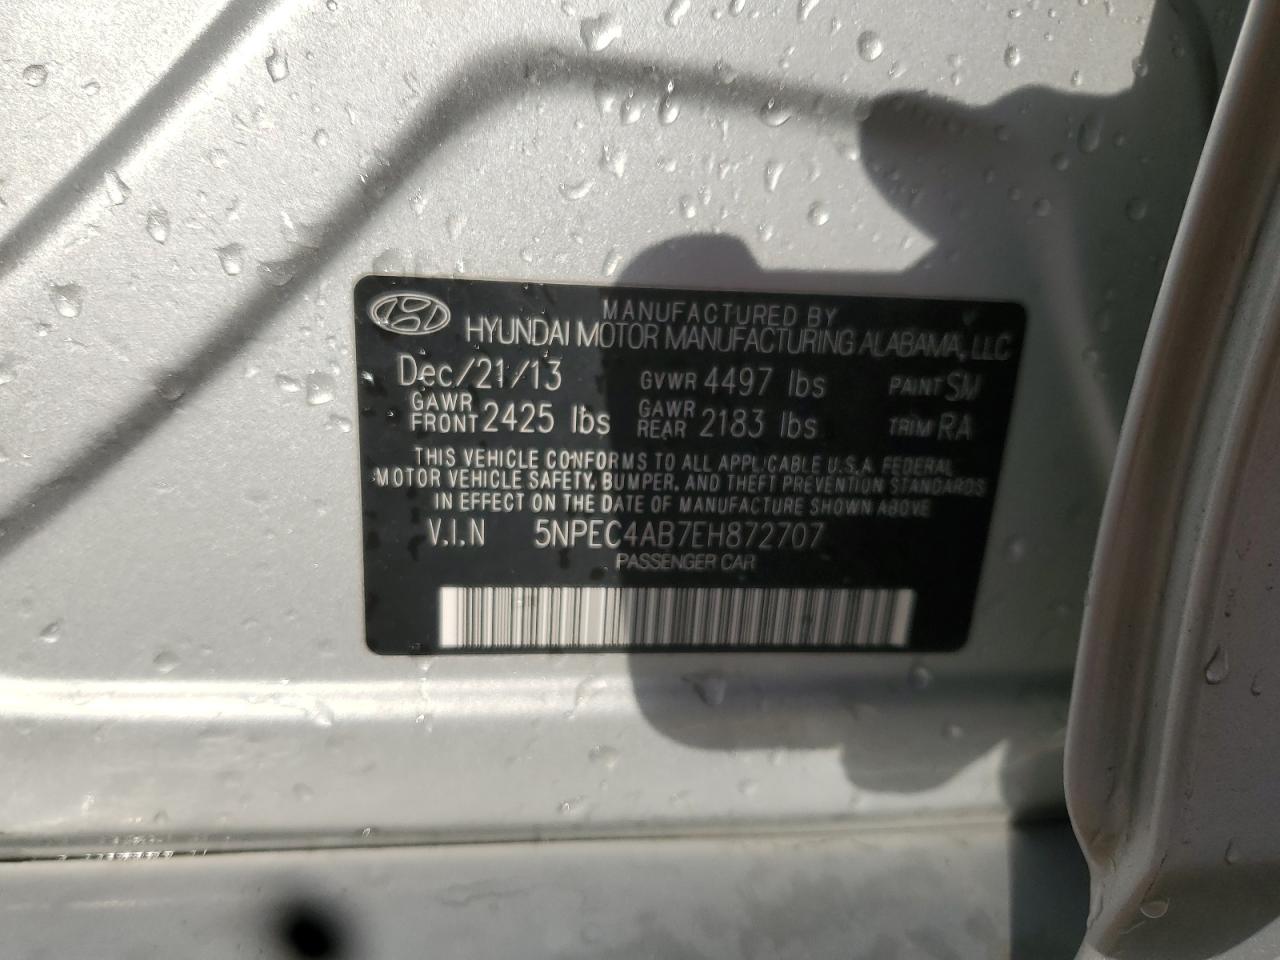 MANUFACTURED BY
HYUNDAI MOTOR MANUFACTURING ALABAMA, LLC
Dec/21/13 GVWR 4497 lbs PAINT SM
GAWR FRONT 2425 lbs GAWR REAR 2183 lbs TRIM RA
THIS VEHICLE CONFORMS TO ALL APPLICABLE U.S.A. FEDERAL
MOTOR VEHICLE SAFETY, BUMPER, AND THEFT PREVENTION STANDARDS
IN EFFECT ON THE DATE OF MANUFACTURE SHOWN ABOVE
V.I.N 5NPEC4AB7EH872707
PASSENGER CAR